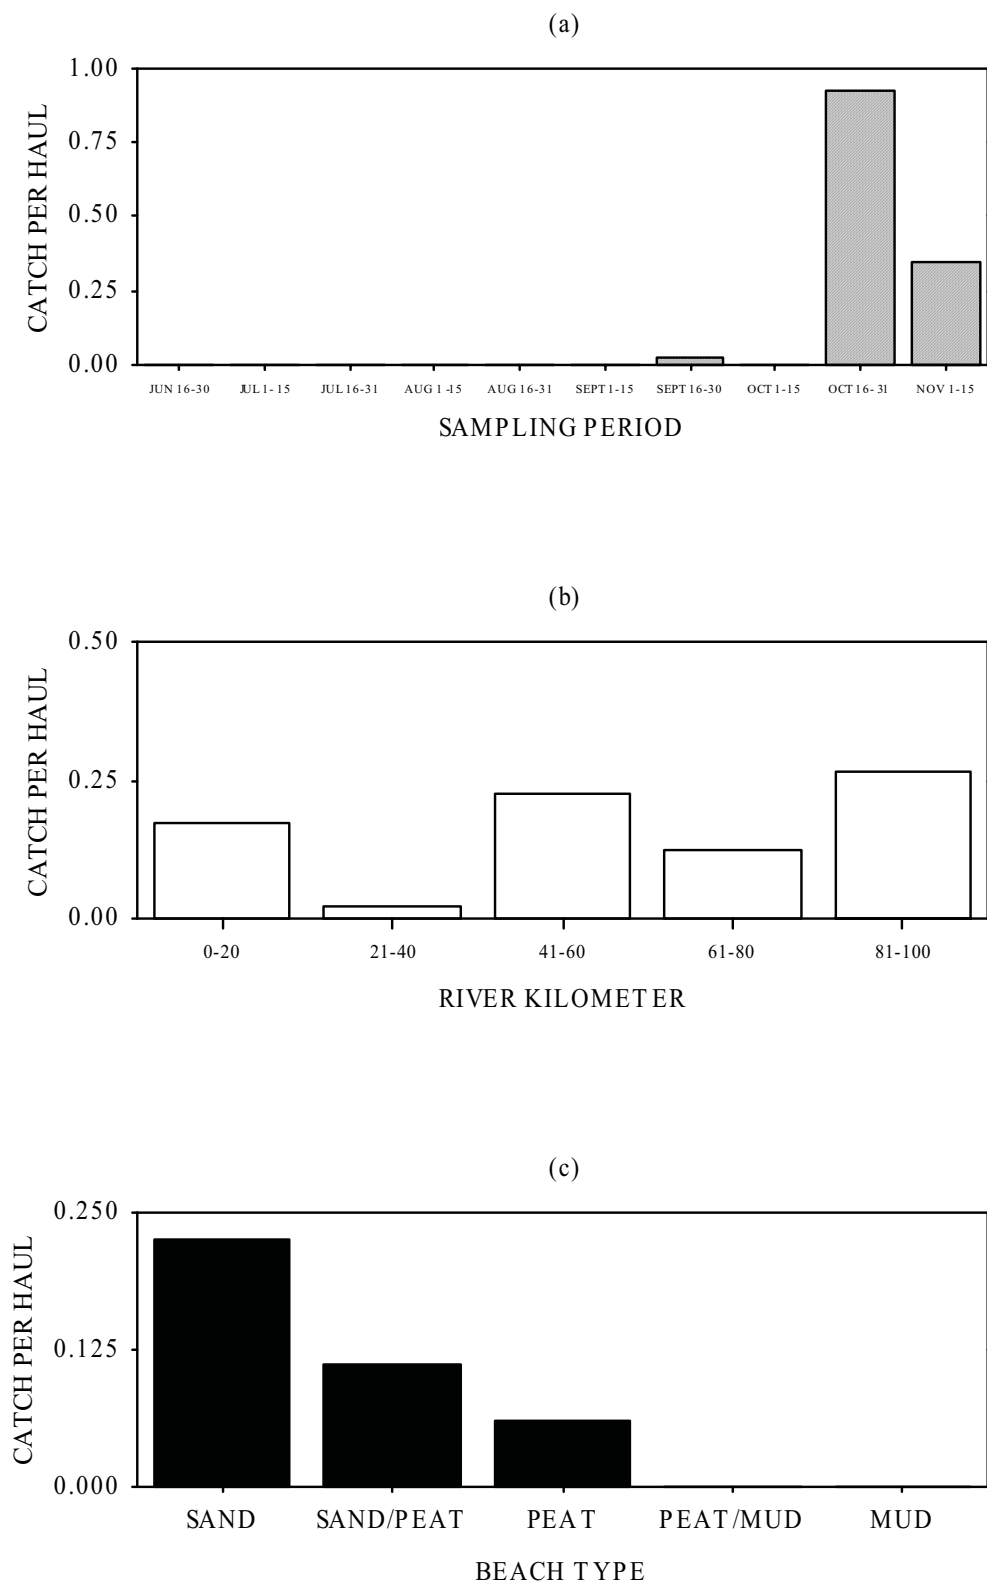 (a)
1.00
0.75
0.50
0.25
0.00
CATCH PER HAUL
JUN 16-30 JUL 1-15 JUL 16-31 AUG 1-15 AUG 16-31 SEPT 1-15 SEPT 16-30 OCT 1-15 OCT 16-31 NOV 1-15
SAMPLING PERIOD
(b)
0.50
0.25
0.00
CATCH PER HAUL
0-20 21-40 41-60 61-80 81-100
RIVER KILOMETER
(c)
0.250
0.125
0.000
CATCH PER HAUL
SAND SAND/PEAT PEAT PEAT/MUD MUD
BEACH TYPE